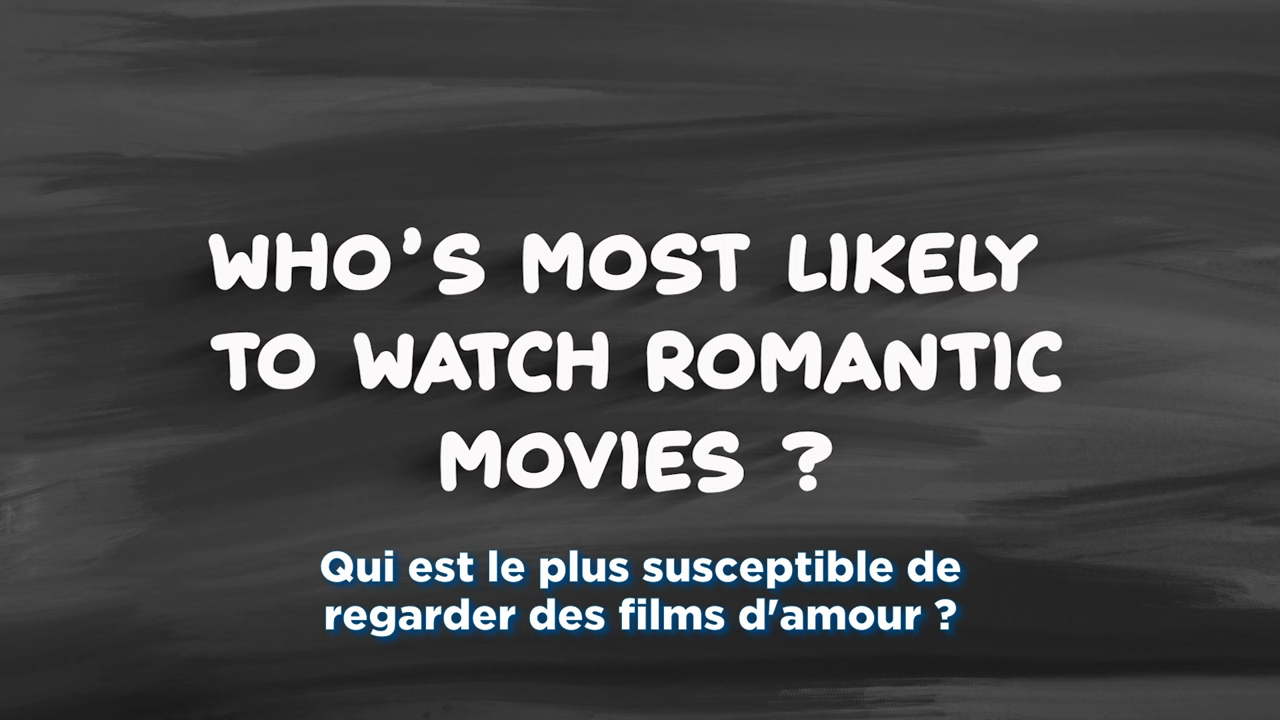 WHO'S MOST LIKELY
TO WATCH ROMANTIC
MOVIES ?
Qui est le plus susceptible de
regarder des films d'amour ?